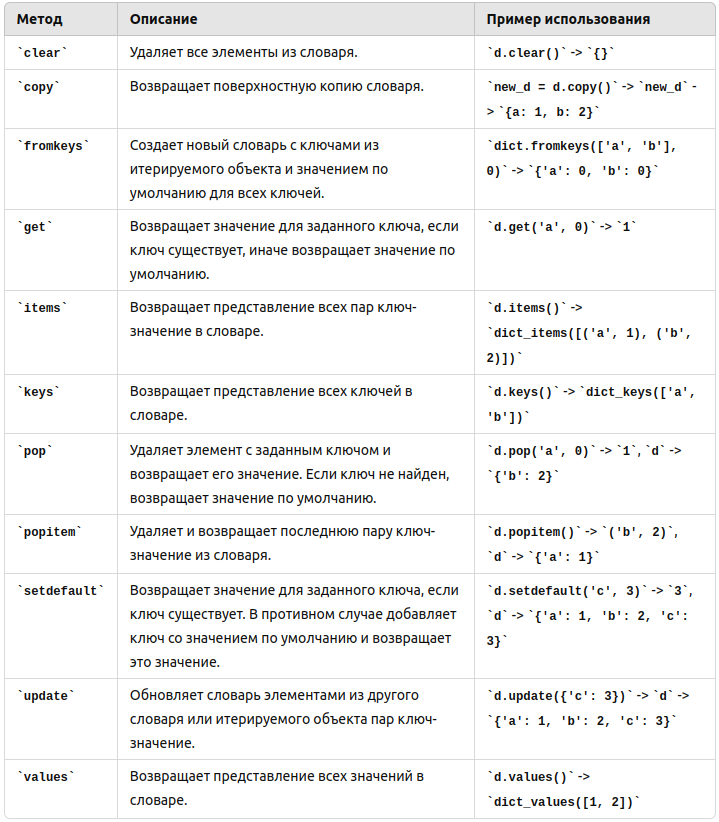 Метод Описание Пример использования
`clear` Удаляет все элементы из словаря. `d.clear()` -> `{}`
`copy` Возвращает поверхностную копию словаря. `new_d = d.copy()` -> `new_d` -
> `{a: 1, b: 2}`
`fromkeys` Создает новый словарь с ключами из `dict.fromkeys(['a', 'b'],
итерируемого объекта и значением по 0)` -> `{'a': 0, 'b': 0}`
умолчанию для всех ключей.
`get` Возвращает значение для заданного ключа, если `d.get('a', 0)` -> `1`
ключ существует, иначе возвращает значение по
умолчанию.
`items` Возвращает представление всех пар ключ- `d.items()` ->
значение в словаре. `dict_items([('a', 1), ('b',
2)])`
`keys` Возвращает представление всех ключей в `d.keys()` -> `dict_keys(['a',
словаре. 'b'])`
`pop` Удаляет элемент с заданным ключом и `d.pop('a', 0)` -> `1`, `d` ->
возвращает его значение. Если ключ не найден, `{'b': 2}`
возвращает значение по умолчанию.
`popitem` Удаляет и возвращает последнюю пару ключ- `d.popitem()` -> `('b', 2)`,
значение из словаря. `d` -> `{'a': 1}`
`setdefault` Возвращает значение для заданного ключа, если `d.setdefault('c', 3)` -> `3`,
ключ существует. В противном случае добавляет `d` -> `{'a': 1, 'b': 2, 'c':
ключ со значением по умолчанию и возвращает 3}`
это значение.
`update` Обновляет словарь элементами из другого `d.update({'c': 3})` -> `d` ->
словаря или итерируемого объекта пар ключ- `{'a': 1, 'b': 2, 'c': 3}`
значение.
`values` Возвращает представление всех значений в `d.values()` ->
словаре. `dict_values([1, 2])`